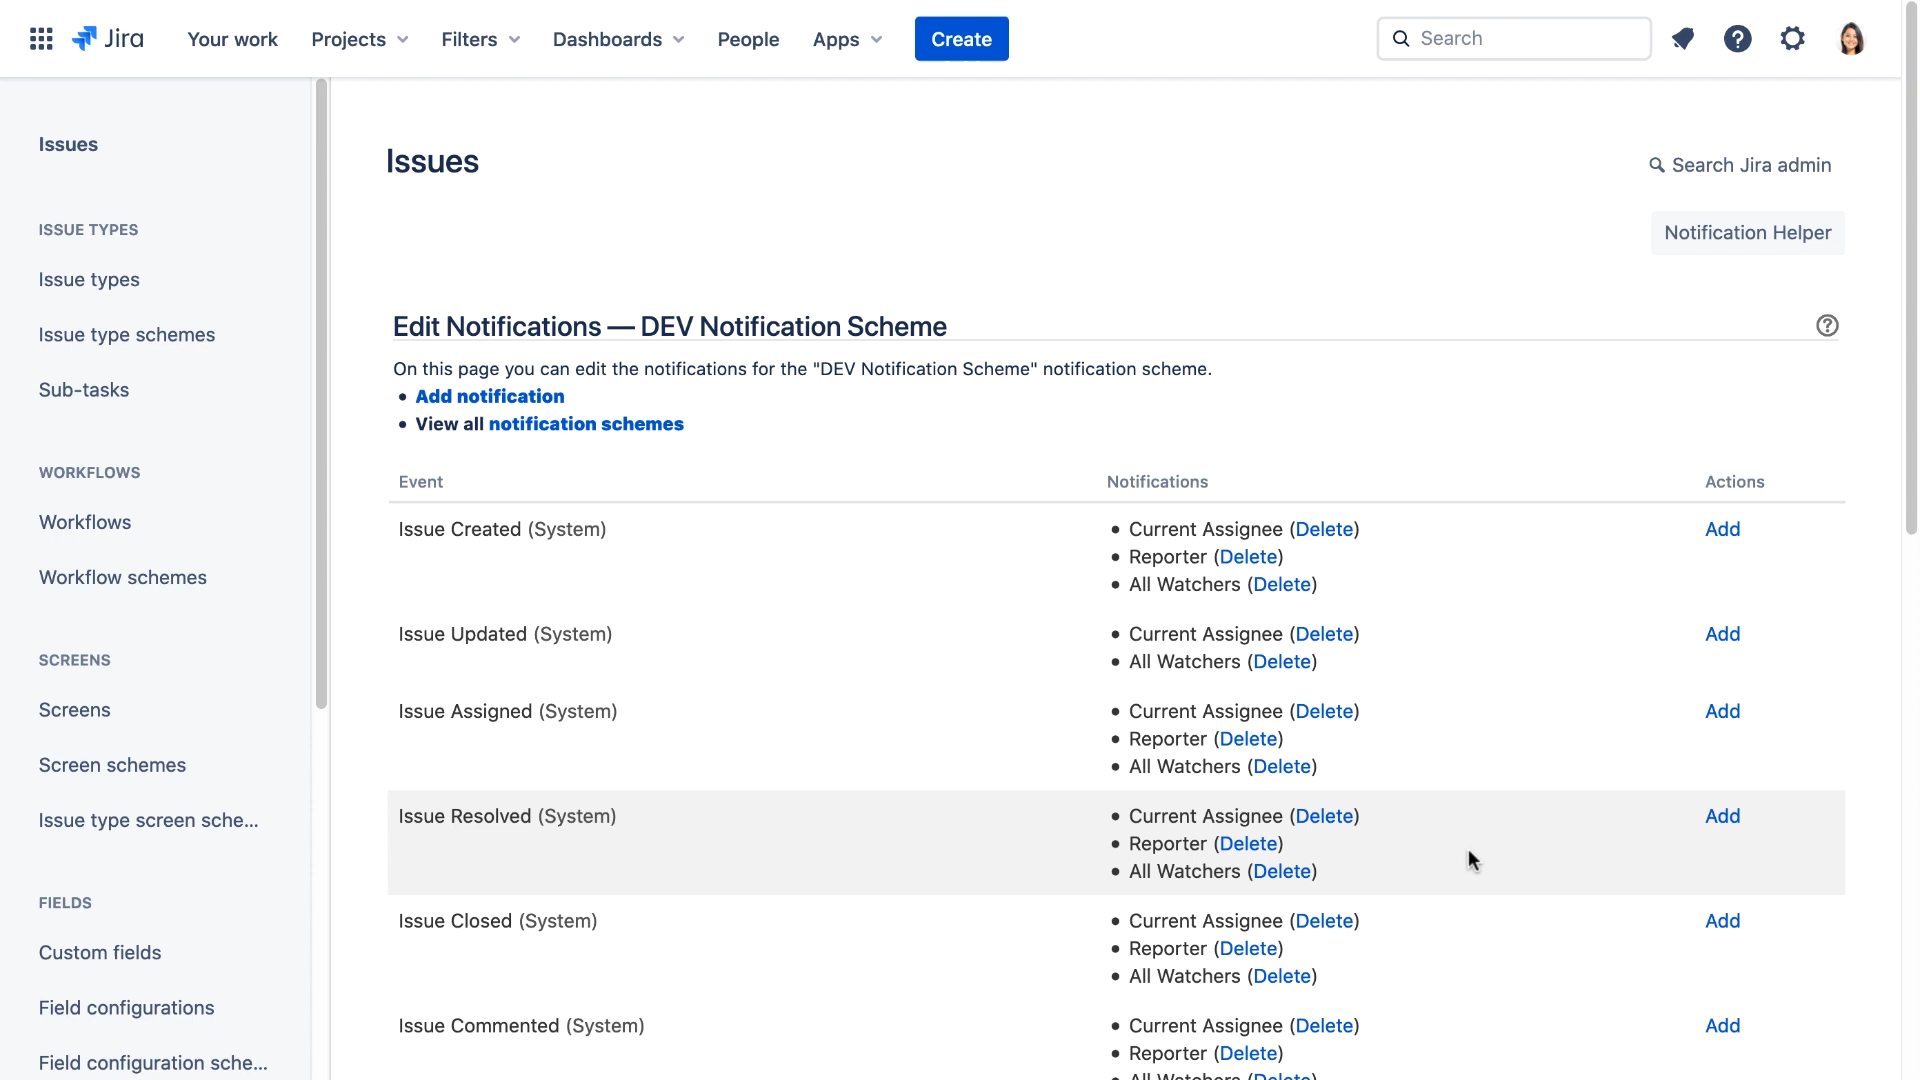 Jira
Your work
Projects
Filters
Dashboards
People
Apps
Create
Search
Issues
ISSUE TYPES
Issue types
Issue type schemes
Sub-tasks
WORKFLOWS
Workflows
Workflow schemes
SCREENS
Screens
Screen schemes
Issue type screen sche...
FIELDS
Custom fields
Field configurations
Field configuration sche...
Issues
Search Jira admin
Notification Helper
Edit Notifications — DEV Notification Scheme
On this page you can edit the notifications for the "DEV Notification Scheme" notification scheme.
• Add notification
• View all notification schemes
Event Notifications Actions
Issue Created (System) • Current Assignee (Delete) Add
• Reporter (Delete)
• All Watchers (Delete)
Issue Updated (System) • Current Assignee (Delete) Add
• All Watchers (Delete)
Issue Assigned (System) • Current Assignee (Delete) Add
• Reporter (Delete)
• All Watchers (Delete)
Issue Resolved (System) • Current Assignee (Delete) Add
• Reporter (Delete)
• All Watchers (Delete)
Issue Closed (System) • Current Assignee (Delete) Add
• Reporter (Delete)
• All Watchers (Delete)
Issue Commented (System) • Current Assignee (Delete) Add
• Reporter (Delete)
• All Watchers (Delete)